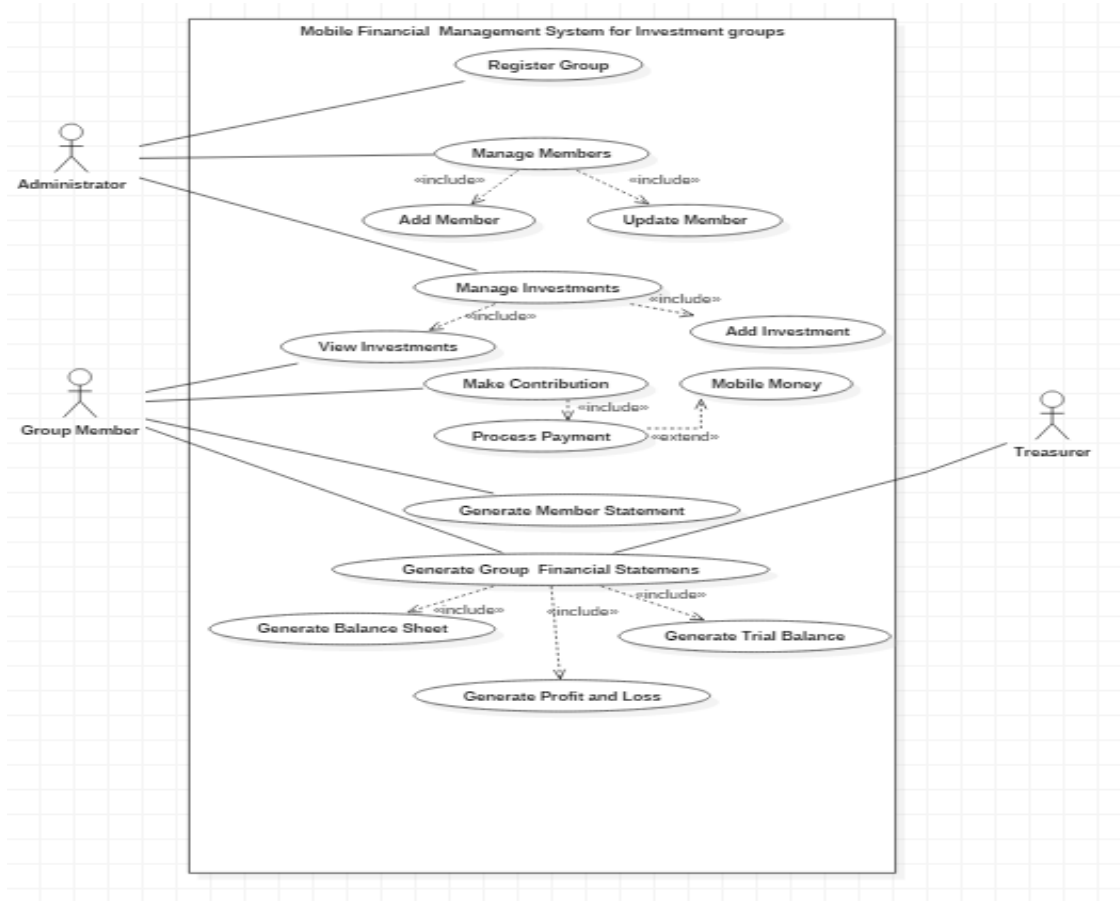 Mobile Financial  Management System for Investment groups
Register Group
Administrator
Manage Members
«include»
«include»
Add Member
Update Member
Manage Investments
«include»
«include»
Add Investment
View Investments
Group Member
Make Contribution
Mobile Money
«include»
Process Payment
«extend»
Treasurer
Generate Member Statement
Generate Group  Financial Statemens
«include»
«include»
«include»
Generate Balance Sheet
Generate Trial Balance
Generate Profit and Loss